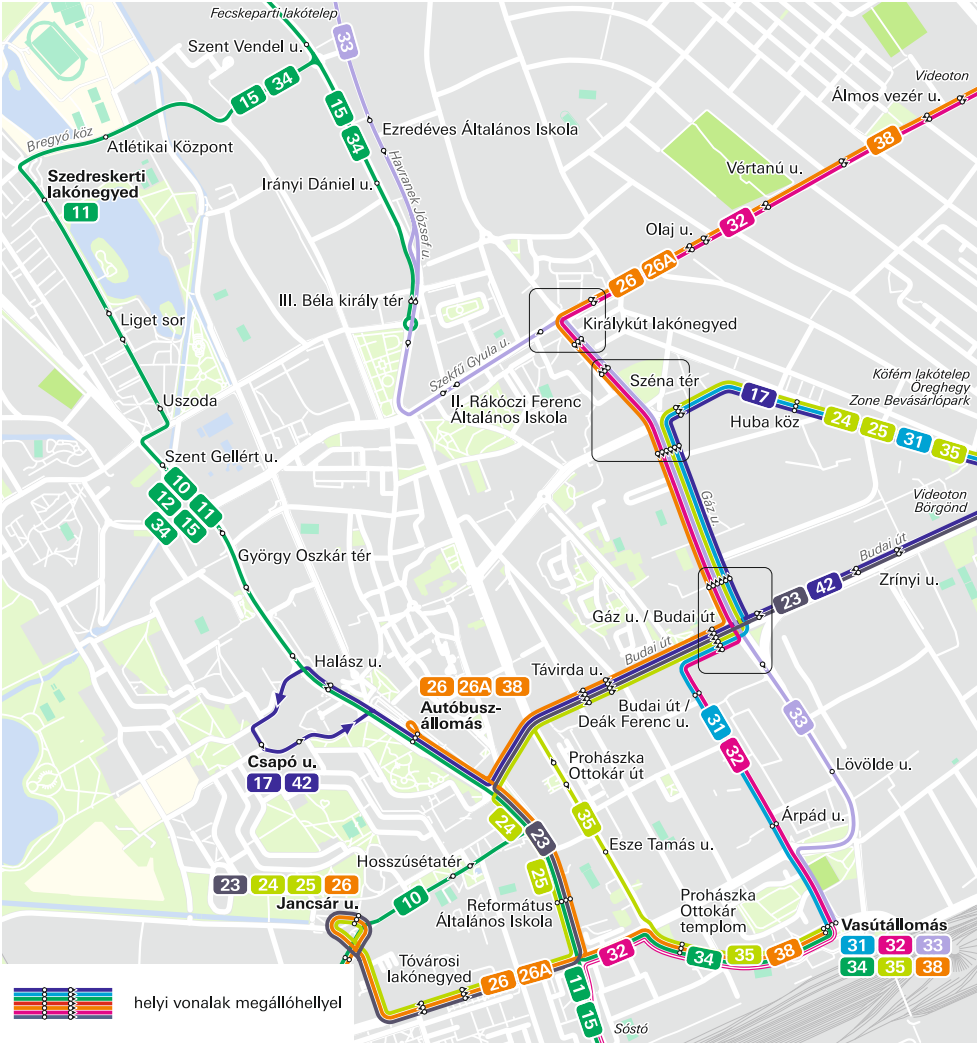 Fecskeparti lakótelep
Szent Vendel u.
33
Videoton
Álmos vezér u.
15 34
15
34
Bregyó köz
Atlétikai Központ
Ezredéves Általános Iskola
38
Szedreskerti
lakónegyed
11
Irányi Dániel u.
Havranek József u.
Vértanú u.
Olaj u.
32
26 26A
III. Béla király tér
Liget sor
Királykút lakónegyed
Szekfű Gyula u.
Széna tér
Köfém lakótelep
Öreghegy
Zone Bevásárlópark
II. Rákóczi Ferenc
Általános Iskola
17
Huba köz
24 25 31 35
Uszoda
Szent Gellért u.
10 11
12 15
34
Gáz u.
Videoton
Börgönd
György Oszkár tér
Budai út
Zrínyi u.
23 42
Gáz u. / Budai út
Budai út
Halász u.
Távirda u.
26 26A 38
Autóbusz-
állomás
Budai út /
Deák Ferenc u.
31
32
33
Csapó u.
17 42
Prohászka
Ottokár út
Lövölde u.
35
24
23
Árpád u.
Esze Tamás u.
Hosszúsétatér
25
23 24 25 26
Jancsár u.
10
Református
Általános Iskola
Prohászka
Ottokár
templom
Vasútállomás
31 32 33
34 35 38
32
34 35 38
Tóvárosi
lakónegyed
26 26A
11
15
helyi vonalak megállóhellyel
Sóstó